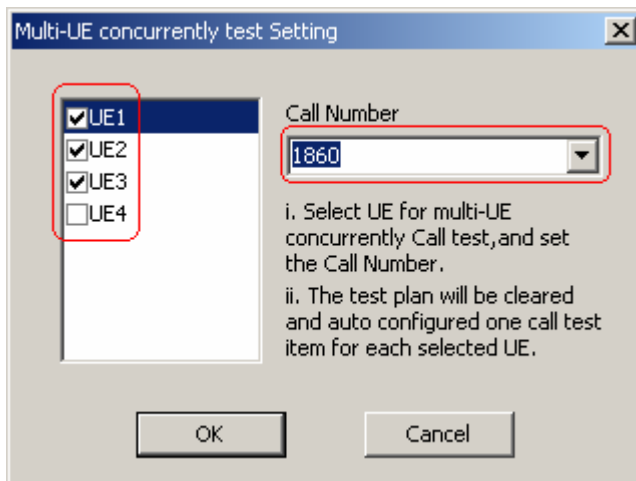 Multi-UE concurrently test Setting
UE1
UE2
UE3
UE4
Call Number
1860
i. Select UE for multi-UE
concurrently Call test,and set
the Call Number.
ii. The test plan will be cleared
and auto configured one call test
item for each selected UE.
OK
Cancel